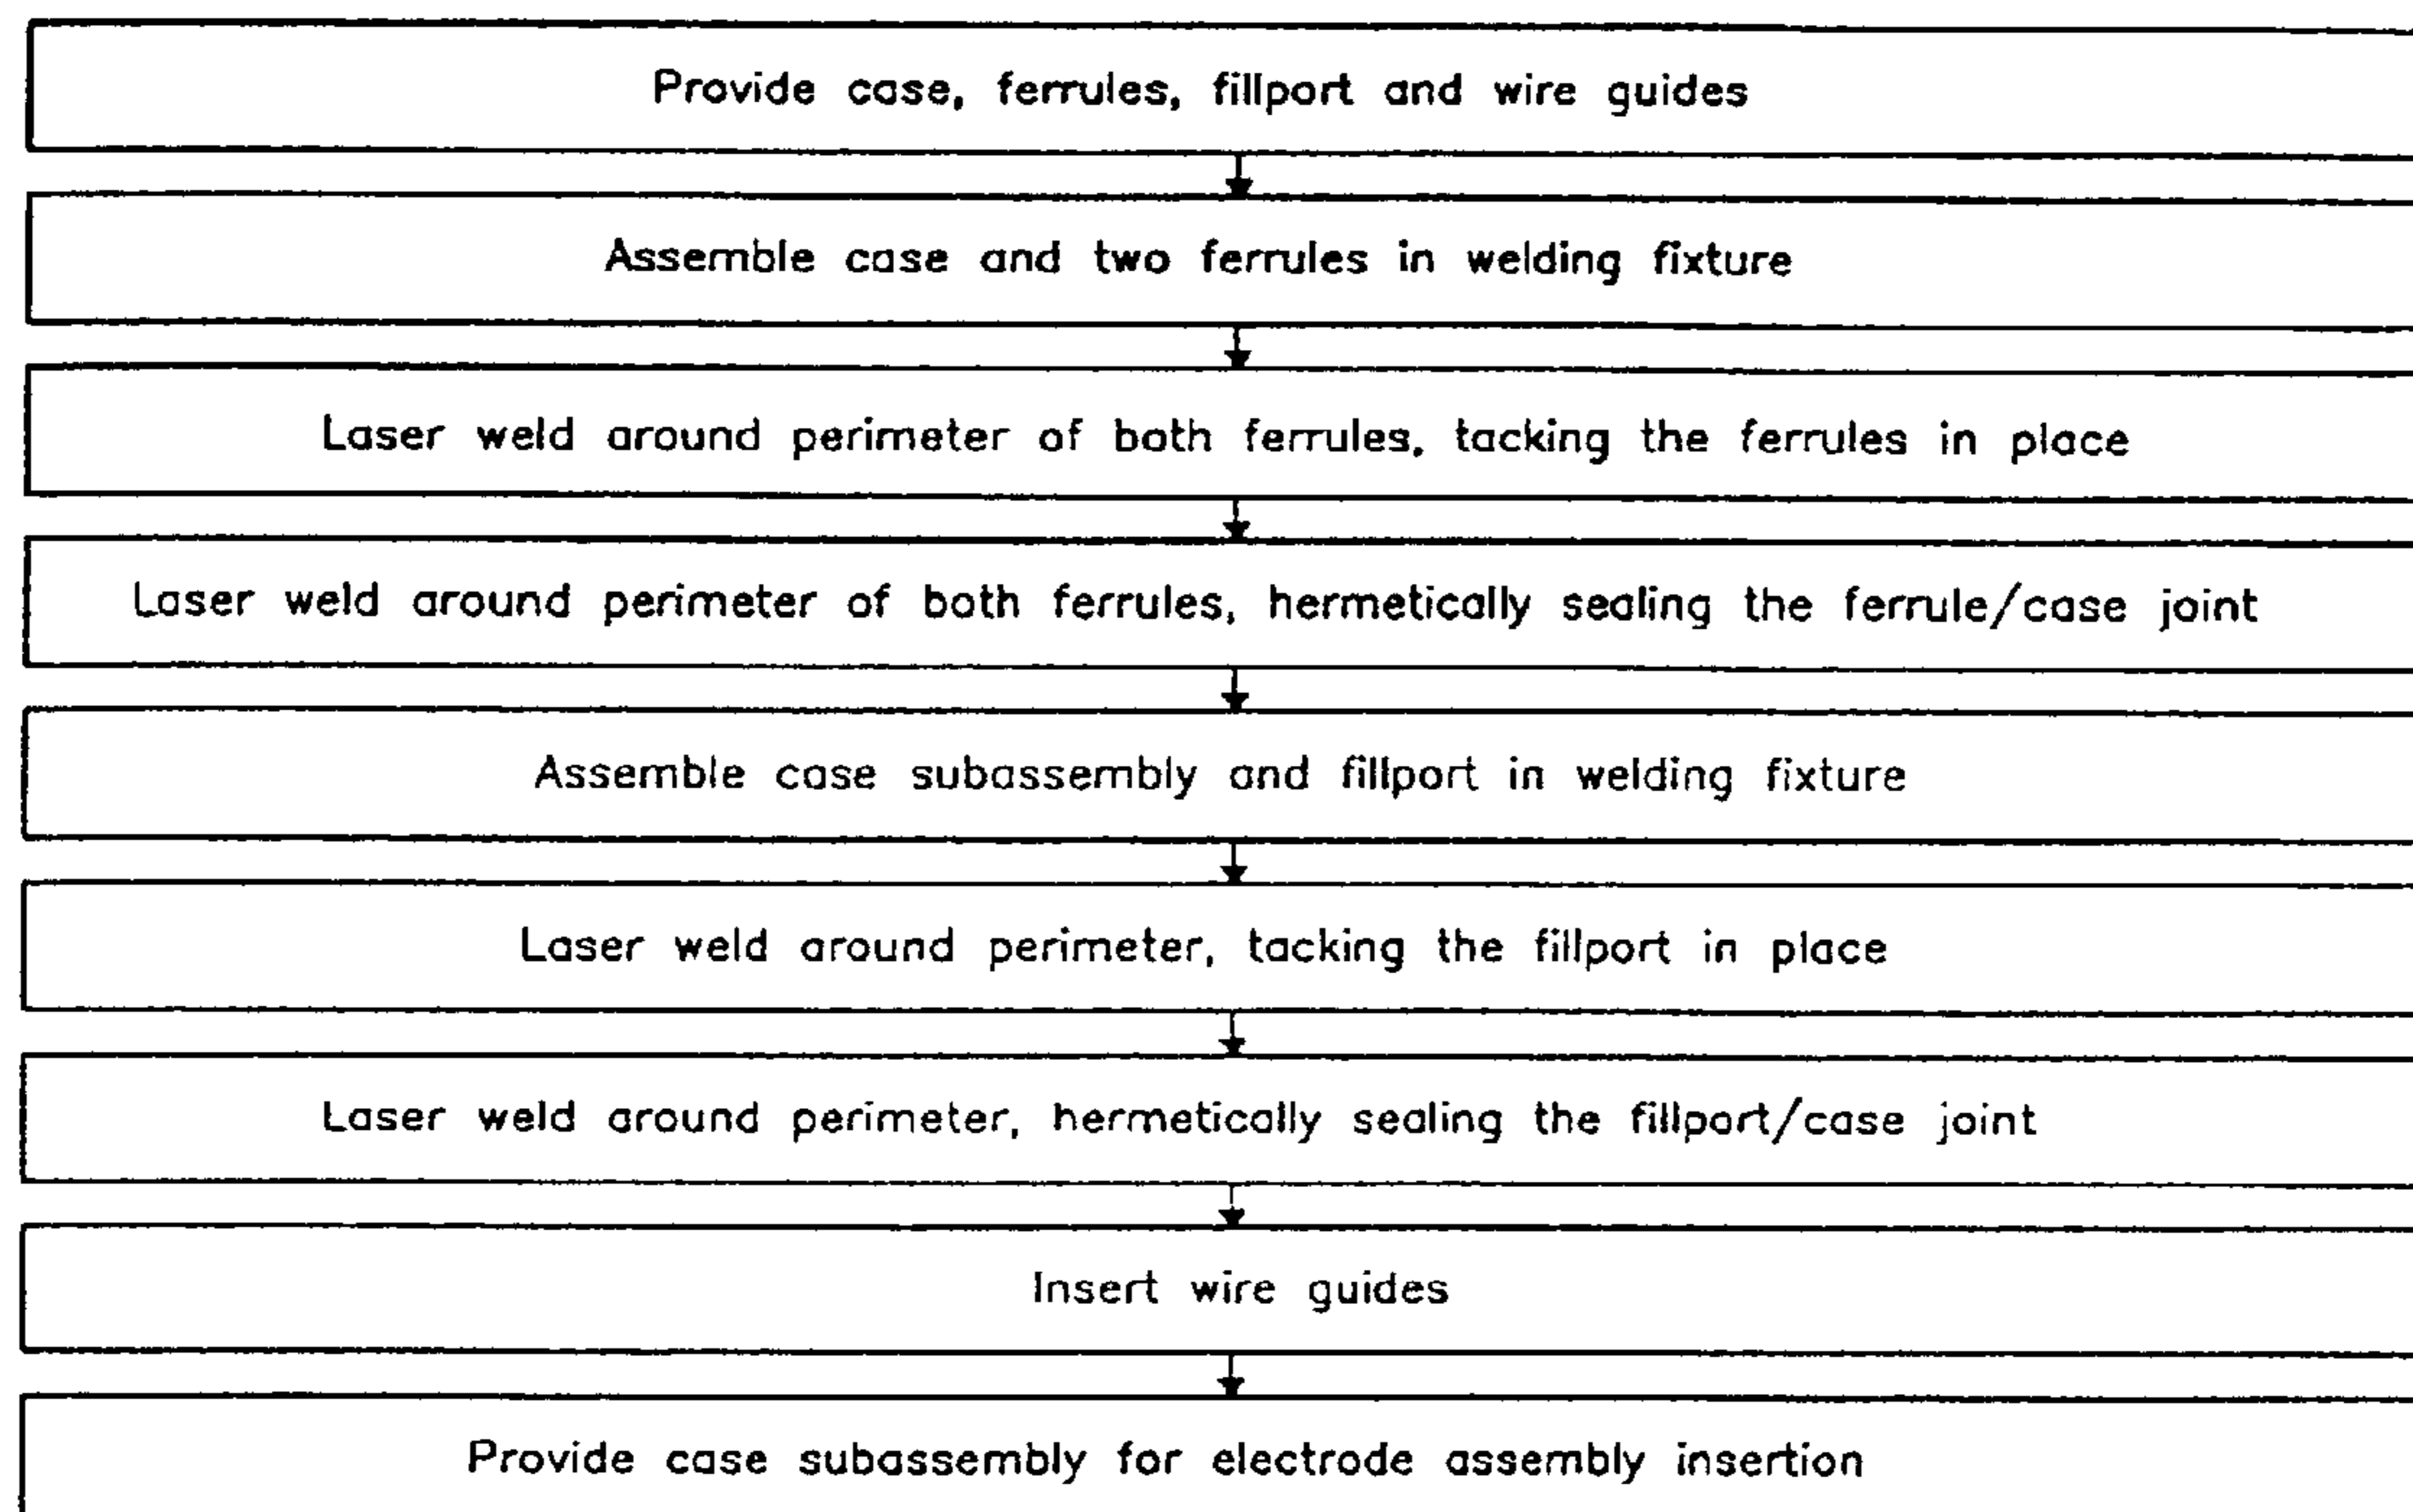 Provide case, ferrules, fillport and wire guides
Assemble case and two ferrules in welding fixture
Laser weld around perimeter of both ferrules, tacking the ferrules in place
Laser weld around perimeter of both ferrules, hermetically sealing the ferrule/case joint
Assemble case subassembly and fillport in welding fixture
Laser weld around perimeter, tacking the fillport in place
Laser weld around perimeter, hermetically sealing the fillport/case joint
Insert wire guides
Provide case subassembly for electrode assembly insertion